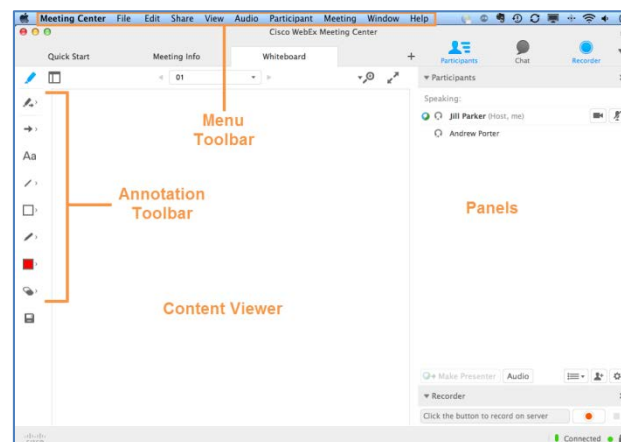 Meeting Center File Edit Share View Audio Participant Meeting Window Help
Cisco WebEx Meeting Center
Quick Start Meeting Info Whiteboard +
Participants Chat Recorder
01
Participants
Speaking:
Jill Parker (Host, me)
Andrew Porter
Menu
Toolbar
Aa
Annotation
Toolbar
Panels
Content Viewer
Make Presenter Audio
Recorder
Click the button to record on server
Connected